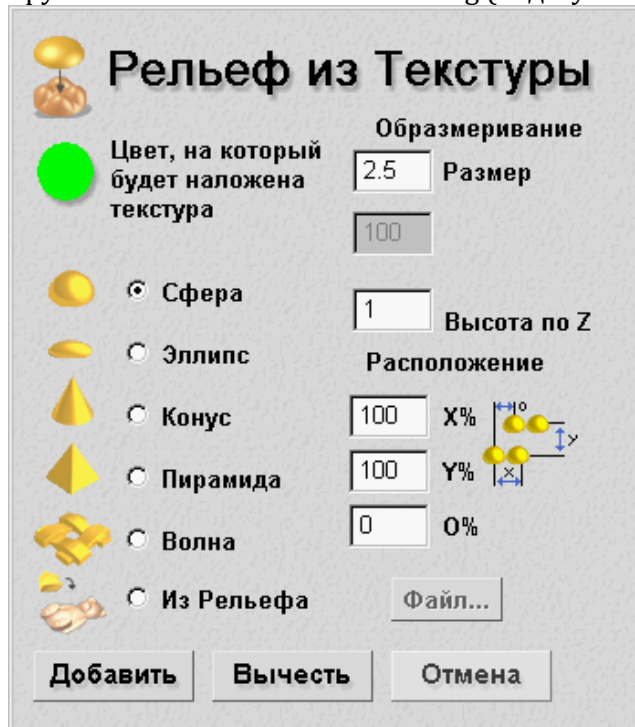 Рельеф из Текстуры
Цвет, на который
будет наложена
текстура
Образмеривание
2.5 Размер
100
1 Высота по Z
Сфера
Эллипс
Конус
Пирамида
Волна
Из Рельефа
Расположение
100 X%
100 Y%
0 O%
o
y
x
Файл...
Добавить Вычесть Отмена